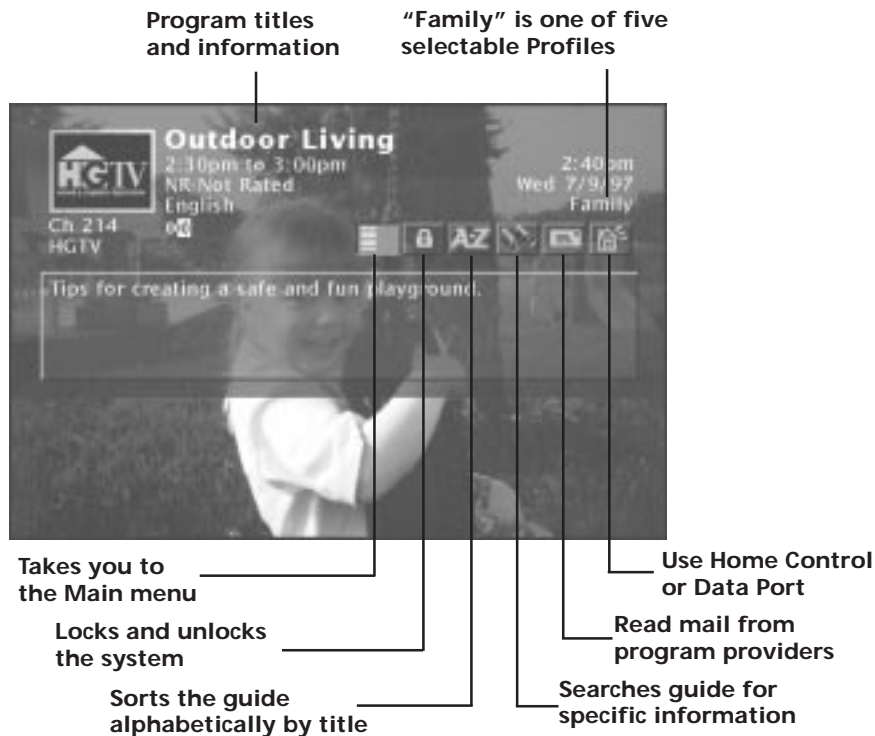 Program titles
and information
“Family” is one of five
selectable Profiles
HGTV
Outdoor Living
2:30pm to 3:00pm
NR-Not Rated
English
2:40pm
Wed 7/9/97
Family
Ch 214
HGTV
A-Z
Tips for creating a safe and fun playground.
Takes you to
the Main menu
Locks and unlocks
the system
Sorts the guide
alphabetically by title
Use Home Control
or Data Port
Read mail from
program providers
Searches guide for
specific information